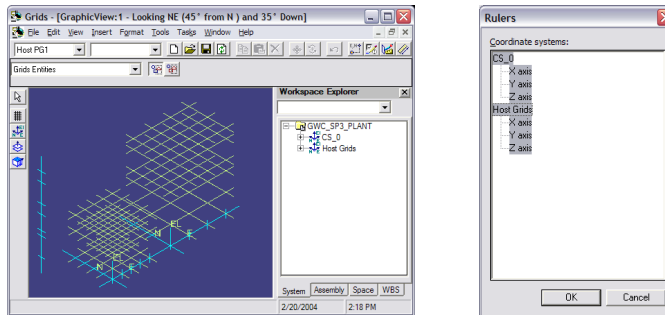 Grids - [GraphicView:1 - Looking NE (45° from N ) and 35° Down]
File Edit View Insert Format Tools Tasks Window Help
Host PG1
Grids Entities
Workspace Explorer
GWC_SP3_PLANT
CS_0
Host Grids
EL
N E
EL
N E
System Assembly Space WBS
2/20/2004 2:18 PM
Rulers
Coordinate systems:
CS_0
X axis
Y axis
Z axis
Host Grids
X axis
Y axis
Z axis
OK Cancel